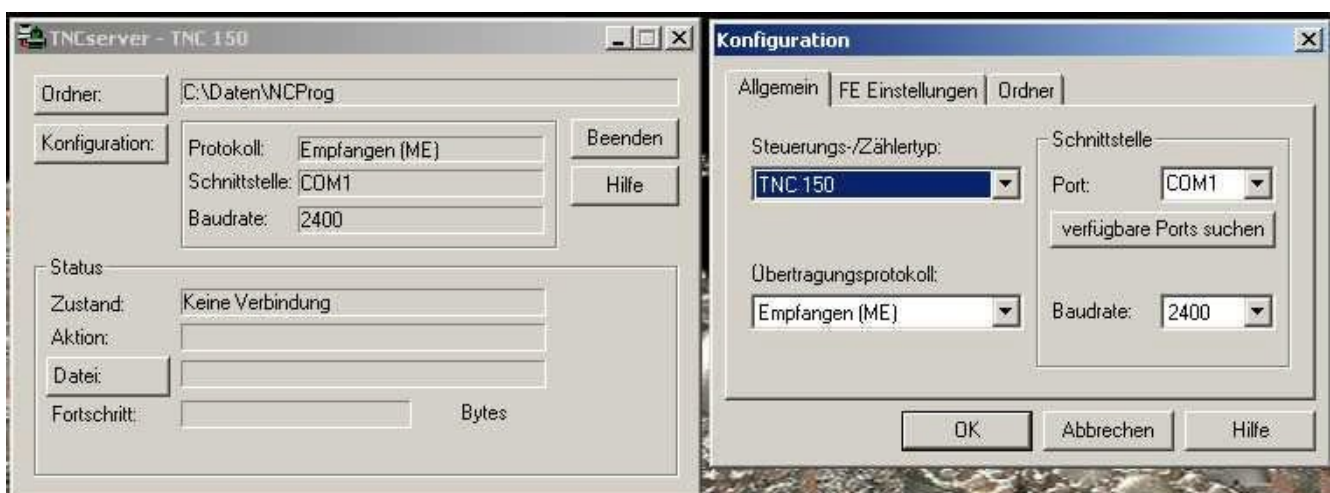 TNCserver - TNC 150
Ordner:
C:\Daten\NCProg
Konfiguration:
Protokoll:
Empfangen (ME)
Schnittstelle:
COM1
Baudrate:
2400
Beenden
Hilfe
Status
Zustand:
Keine Verbindung
Aktion:
Datei:
Fortschritt:
Bytes
Konfiguration
Allgemein
FE Einstellungen
Ordner
Steuerungs-/Zählertyp:
TNC 150
Übertragungsprotokoll:
Empfangen (ME)
Schnittstelle
Port:
COM1
verfügbare Ports suchen
Baudrate:
2400
OK
Abbrechen
Hilfe